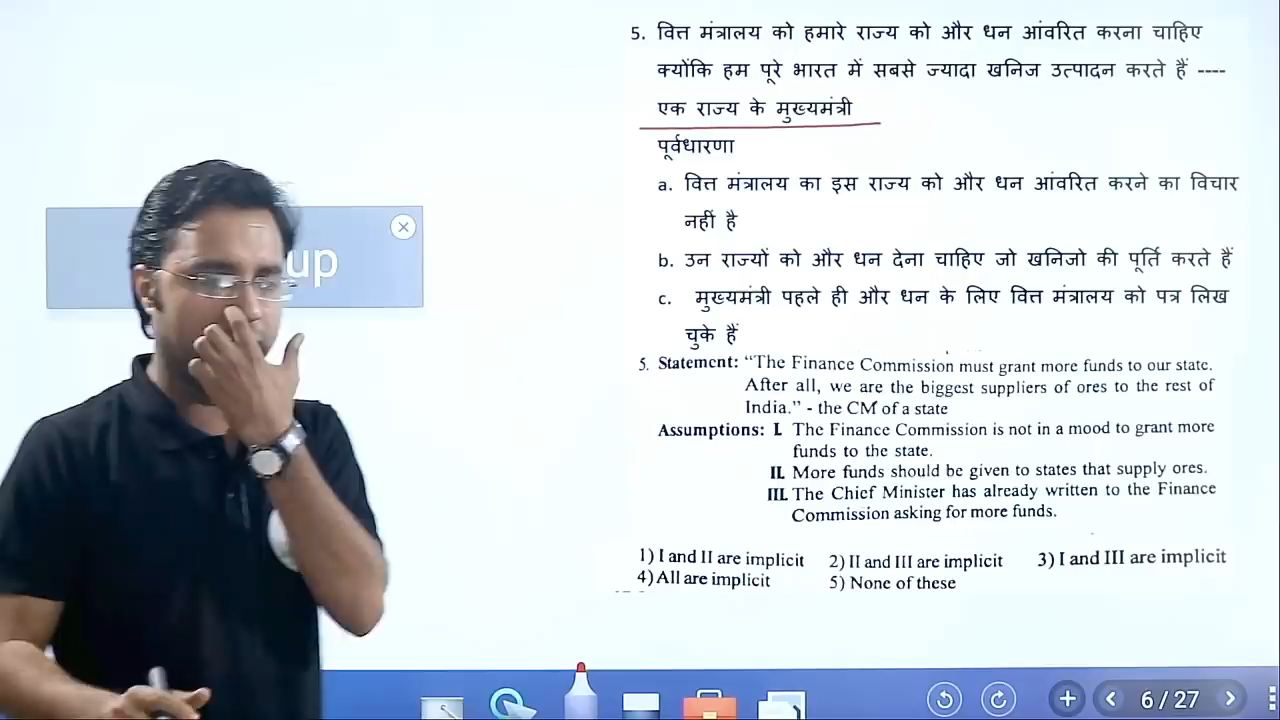 5. वित्त मंत्रालय को हमारे राज्य को और धन आंवरित करना चाहिए
क्योंकि हम पूरे भारत में सबसे ज्यादा खनिज उत्पादन करते हैं ----
एक राज्य के मुख्यमंत्री
पूर्वधारणा
a. वित्त मंत्रालय का इस राज्य को और धन आंवरित करने का विचार
नहीं है
b. उन राज्यों को और धन देना चाहिए जो खनिजो की पूर्ति करते हैं
c. मुख्यमंत्री पहले ही और धन के लिए वित्त मंत्रालय को पत्र लिख
चुके हैं
5. Statement: “The Finance Commission must grant more funds to our state.
After all, we are the biggest suppliers of ores to the rest of
India.” - the CM of a state
Assumptions: I. The Finance Commission is not in a mood to grant more
funds to the state.
II. More funds should be given to states that supply ores.
III. The Chief Minister has already written to the Finance
Commission asking for more funds.
1) I and II are implicit 2) II and III are implicit 3) I and III are implicit
4) All are implicit 5) None of these
up
6 / 27